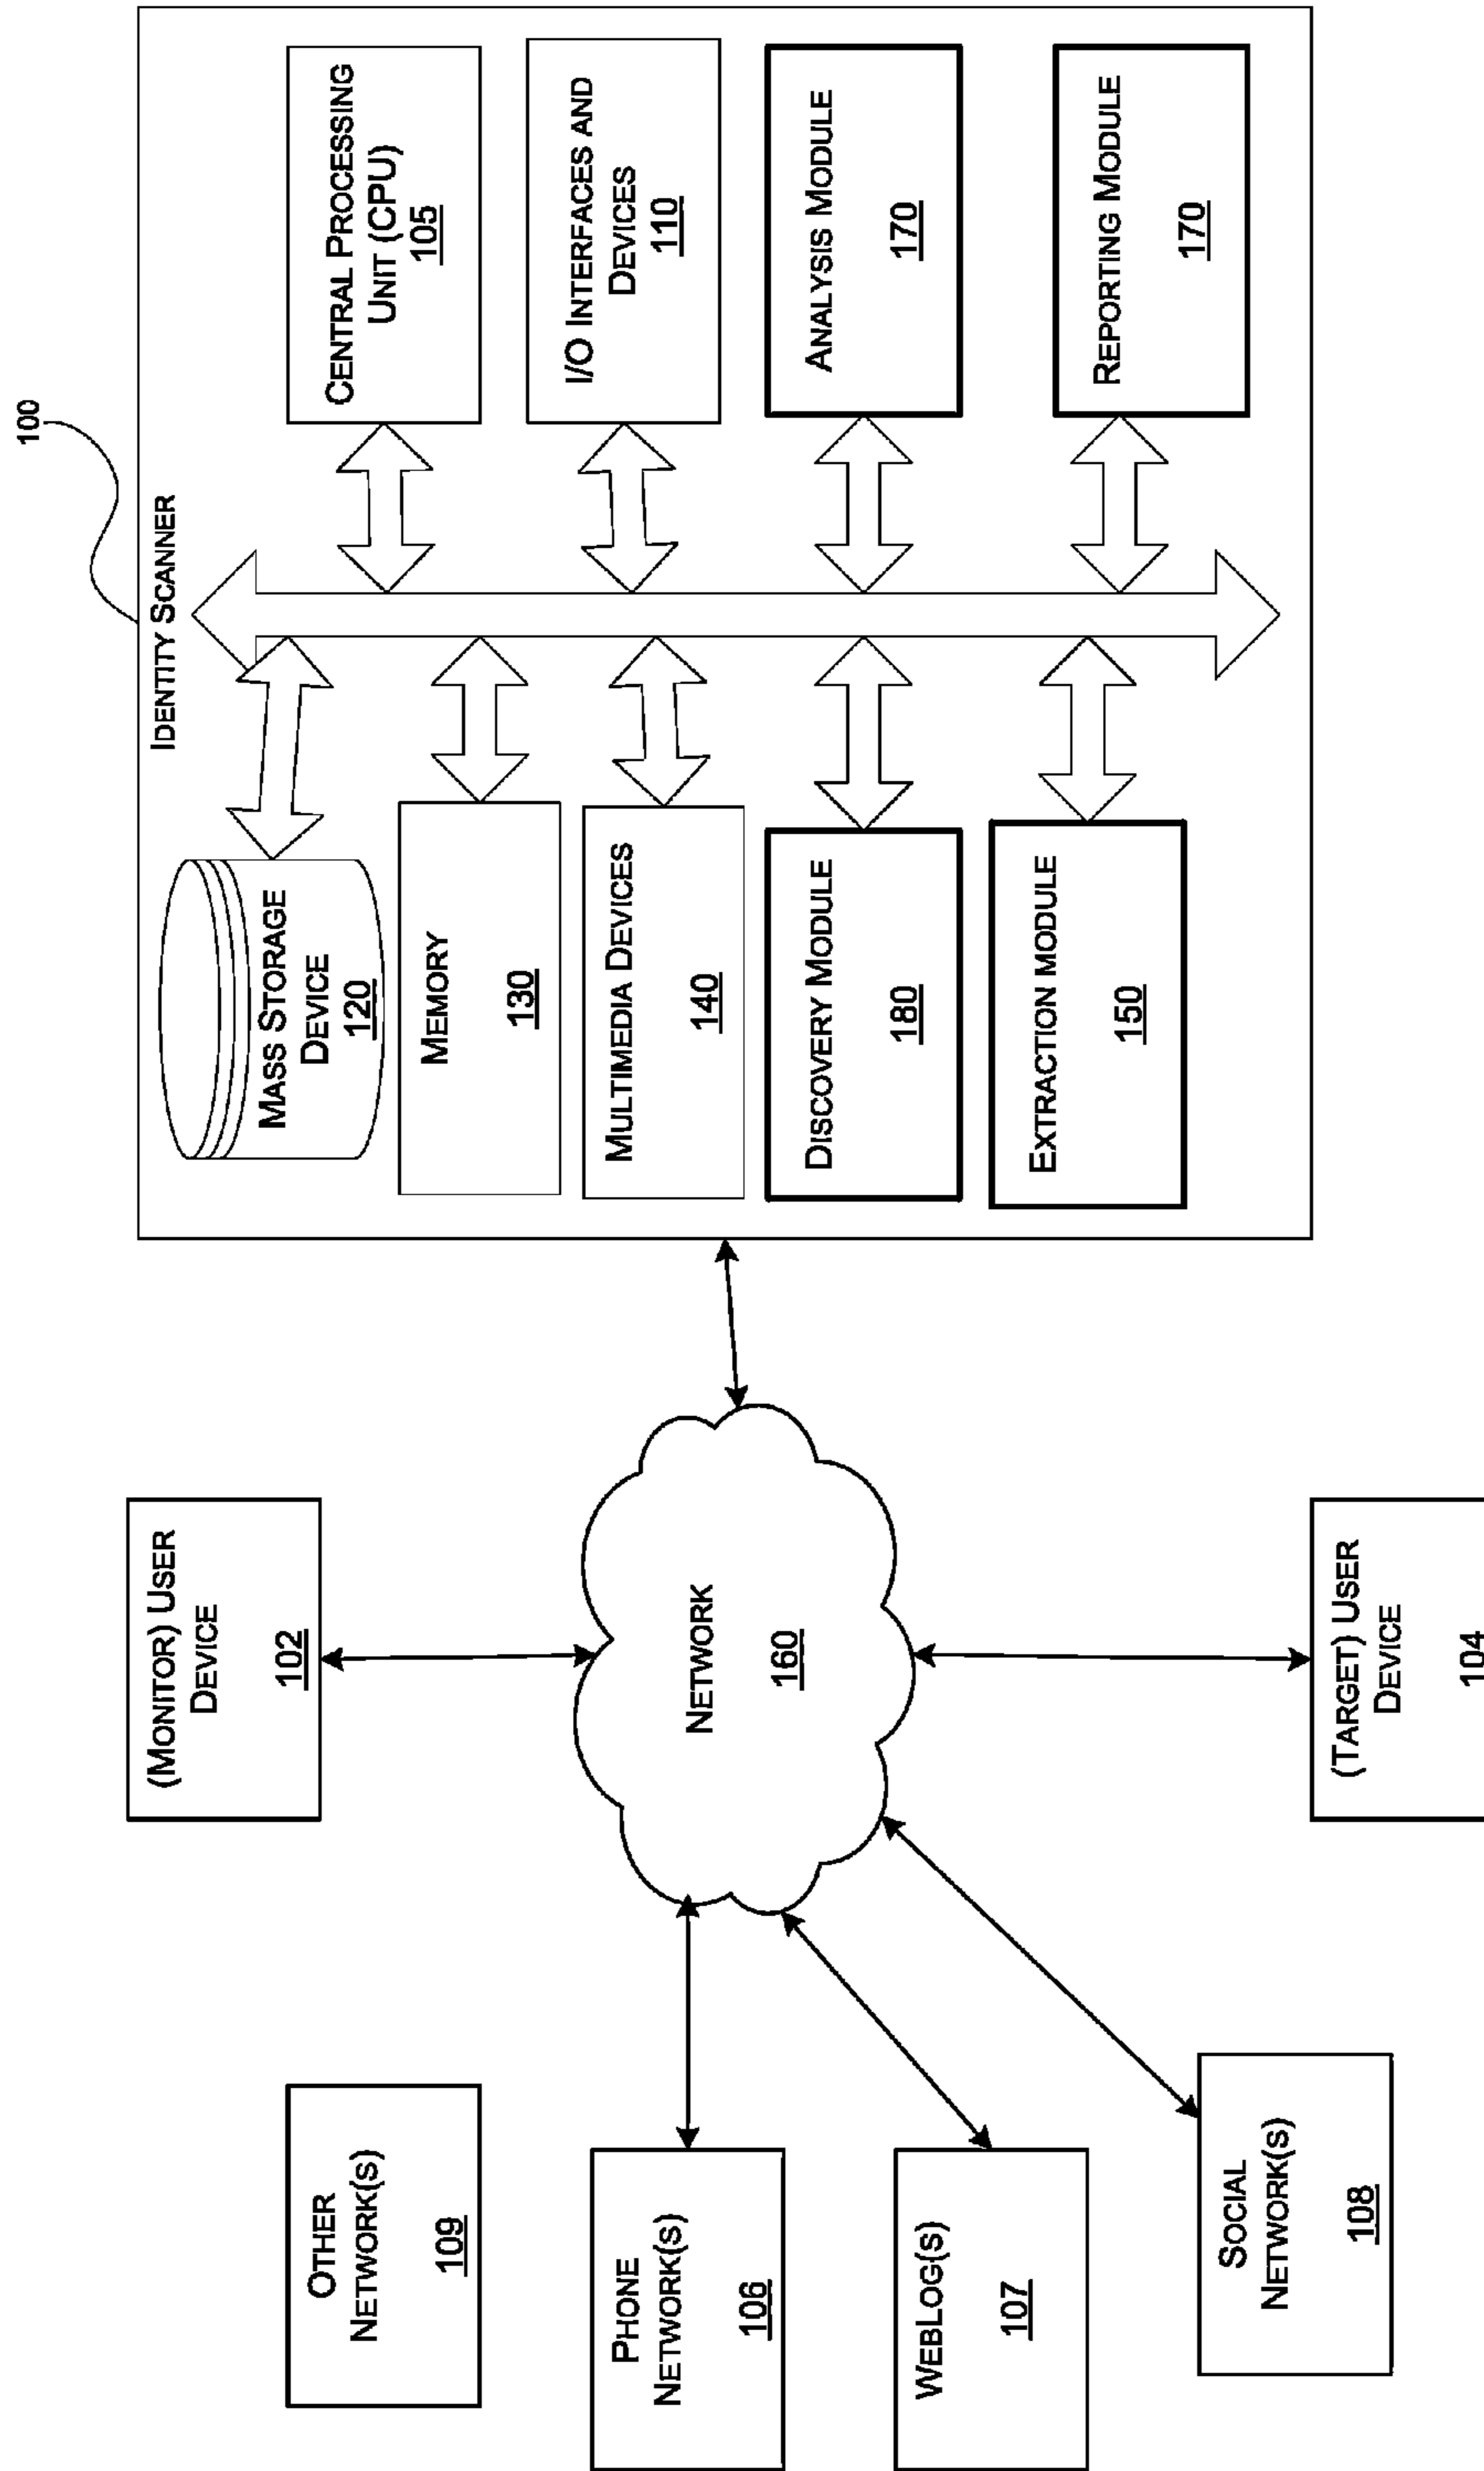 100
IDENTITY SCANNER
MASS STORAGE
DEVICE
120
CENTRAL PROCESSING
UNIT (CPU)
105
MEMORY
130
I/O INTERFACES AND
DEVICES
110
MULTIMEDIA DEVICES
140
DISCOVERY MODULE
180
ANALYSIS MODULE
170
EXTRACTION MODULE
150
REPORTING MODULE
170
(MONITOR) USER
DEVICE
102
NETWORK
160
(TARGET) USER
DEVICE
104
OTHER
NETWORK(S)
109
PHONE
NETWORK(S)
106
WEBLOG(S)
107
SOCIAL
NETWORK(S)
108